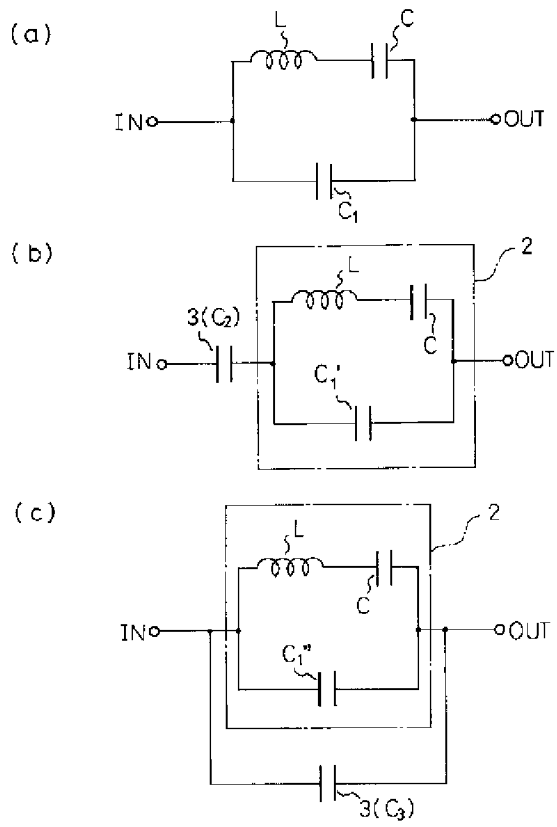 (a)
L
C
IN
OUT
C₁
(b)
2
L
3(C₂)
C
IN
OUT
C₁'
(c)
2
L
C
IN
OUT
C₁"
3(C₃)